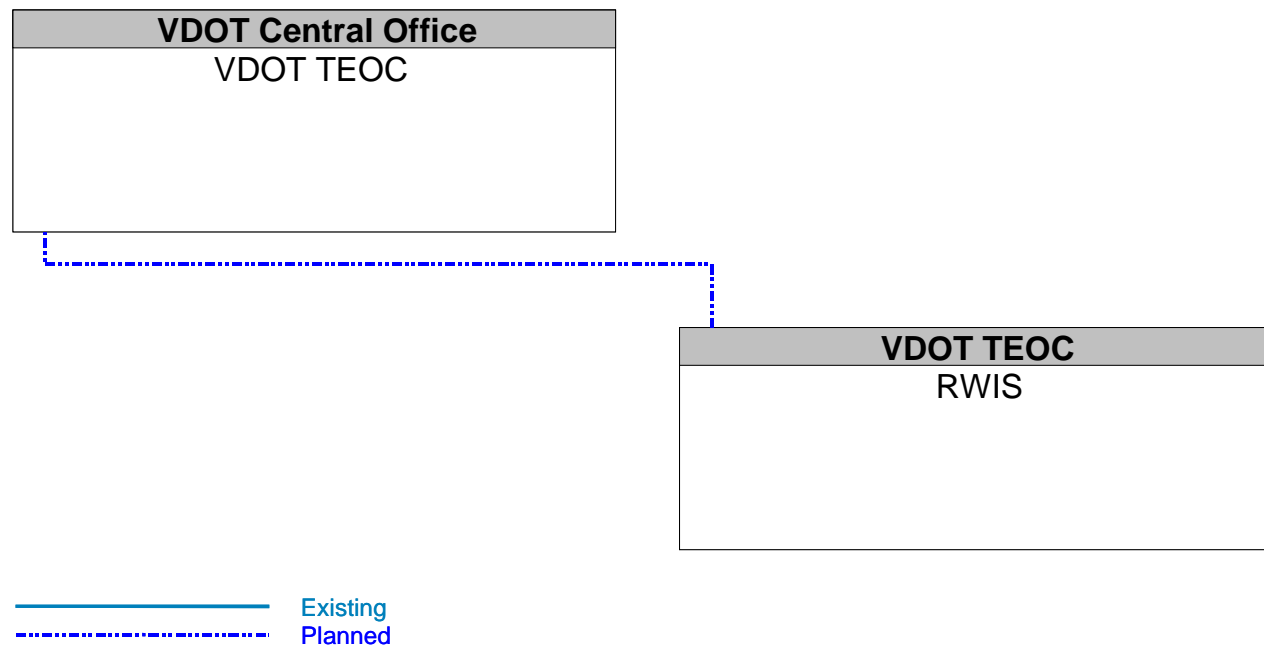 VDOT Central Office
VDOT TEOC
VDOT TEOC
RWIS
Existing
Planned